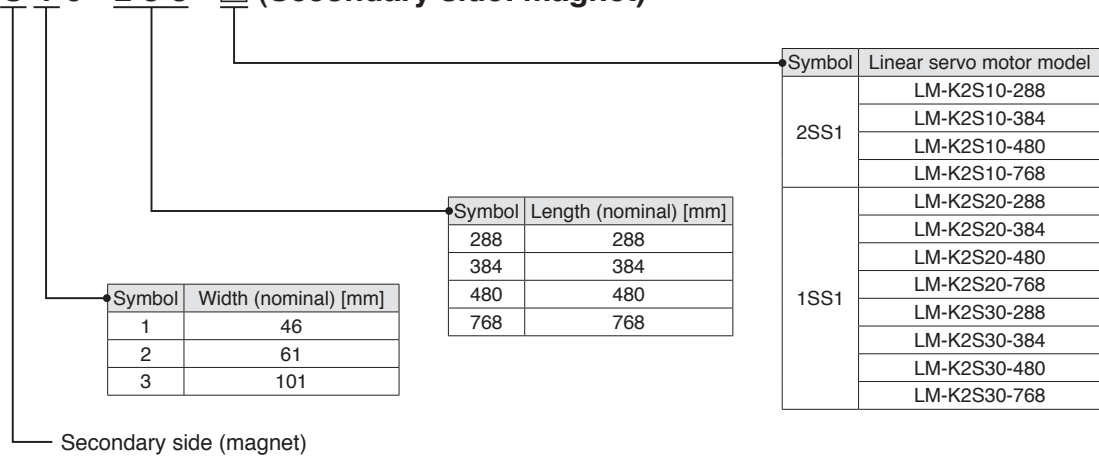 (Secondary side: magnet)
Symbol Linear servo motor model
2SS1
LM-K2S10-288
LM-K2S10-384
LM-K2S10-480
LM-K2S10-768
1SS1
LM-K2S20-288
LM-K2S20-384
LM-K2S20-480
LM-K2S20-768
LM-K2S30-288
LM-K2S30-384
LM-K2S30-480
LM-K2S30-768
Symbol Length (nominal) [mm]
288 288
384 384
480 480
768 768
Symbol Width (nominal) [mm]
1 46
2 61
3 101
Secondary side (magnet)